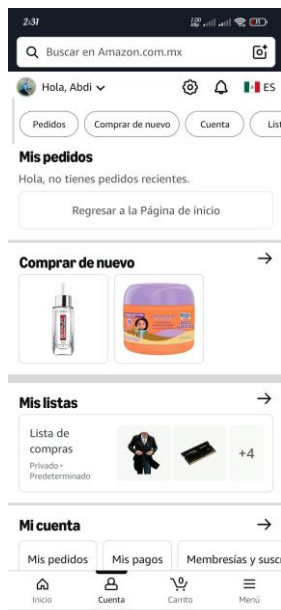 2:31
Buscar en Amazon.com.mx
Hola, Abdi
ES
Pedidos
Comprar de nuevo
Cuenta
List
Mis pedidos
Hola, no tienes pedidos recientes.
Regresar a la Página de inicio
Comprar de nuevo
Mis listas
Lista de
compras
Privado •
Predeterminado
+4
Mi cuenta
Mis pedidos
Mis pagos
Membresías y susc
Inicio
Cuenta
Carrito
Menú